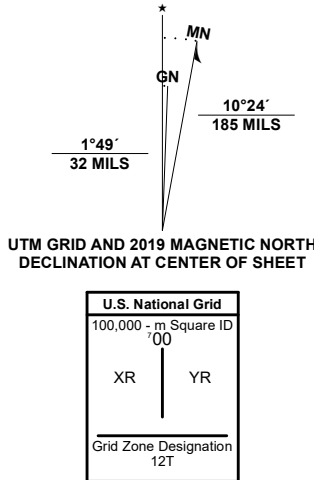 ★
MN
GN
1°49´
32 MILS
10°24´
185 MILS
UTM GRID AND 2019 MAGNETIC NORTH
DECLINATION AT CENTER OF SHEET
U.S. National Grid
100,000 - m Square ID
⁷00
XR YR
Grid Zone Designation
12T